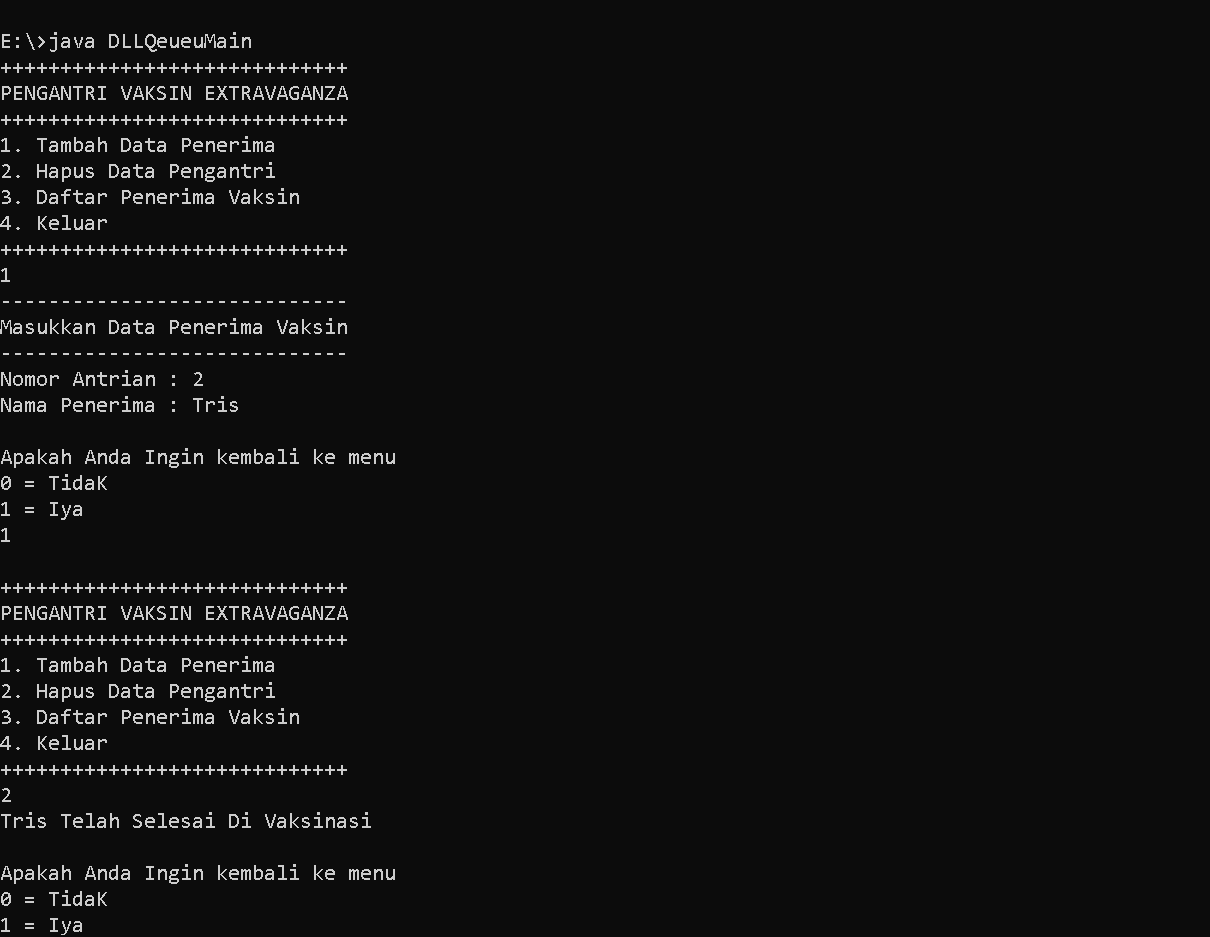 E:\>java DLLQeueuMain
+++++++++++++++++++++++++++++
PENGANTRI VAKSIN EXTRAVAGANZA
+++++++++++++++++++++++++++++
1. Tambah Data Penerima
2. Hapus Data Pengantri
3. Daftar Penerima Vaksin
4. Keluar
+++++++++++++++++++++++++++++
1
-----------------------------
Masukkan Data Penerima Vaksin
-----------------------------
Nomor Antrian : 2
Nama Penerima : Tris
Apakah Anda Ingin kembali ke menu
0 = TidaK
1 = Iya
1
+++++++++++++++++++++++++++++
PENGANTRI VAKSIN EXTRAVAGANZA
+++++++++++++++++++++++++++++
1. Tambah Data Penerima
2. Hapus Data Pengantri
3. Daftar Penerima Vaksin
4. Keluar
+++++++++++++++++++++++++++++
2
Tris Telah Selesai Di Vaksinasi
Apakah Anda Ingin kembali ke menu
0 = TidaK
1 = Iya